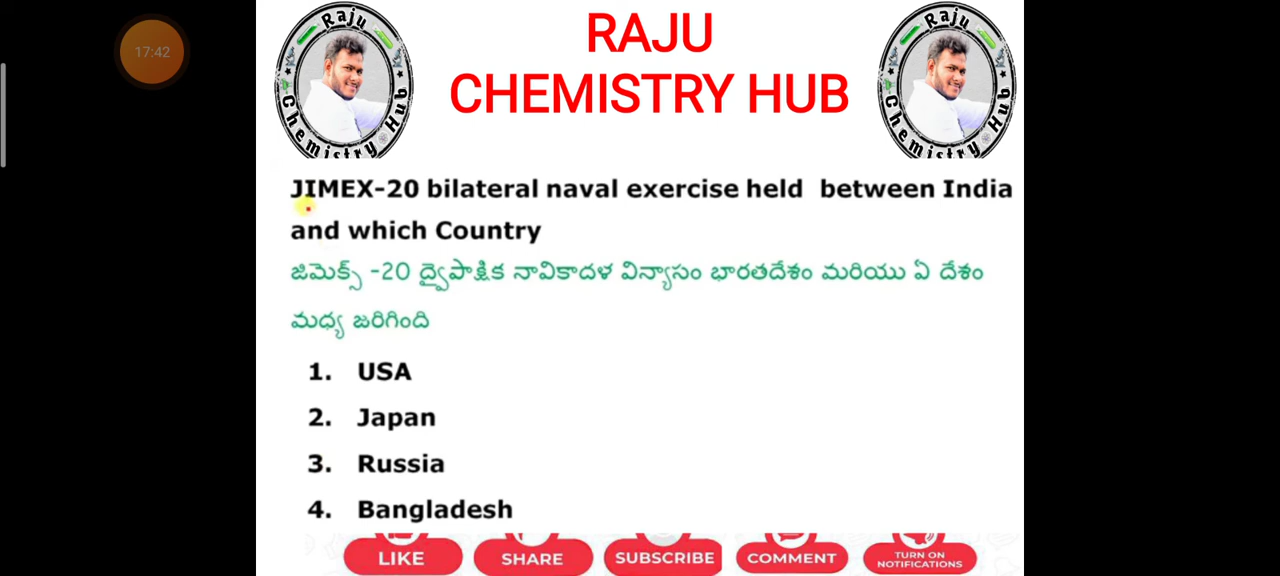 17:42
Raju
Chemistry Hub
RAJU
CHEMISTRY HUB
Raju
Chemistry Hub
JIMEX-20 bilateral naval exercise held between India
and which Country
జిమెక్స్ -20 ద్వైపాక్షిక నావికాదళ విన్యాసం భారతదేశం మరియు ఏ దేశం
మధ్య జరిగింది
1. USA
2. Japan
3. Russia
4. Bangladesh
LIKE SHARE SUBSCRIBE COMMENT TURN ON
NOTIFICATIONS